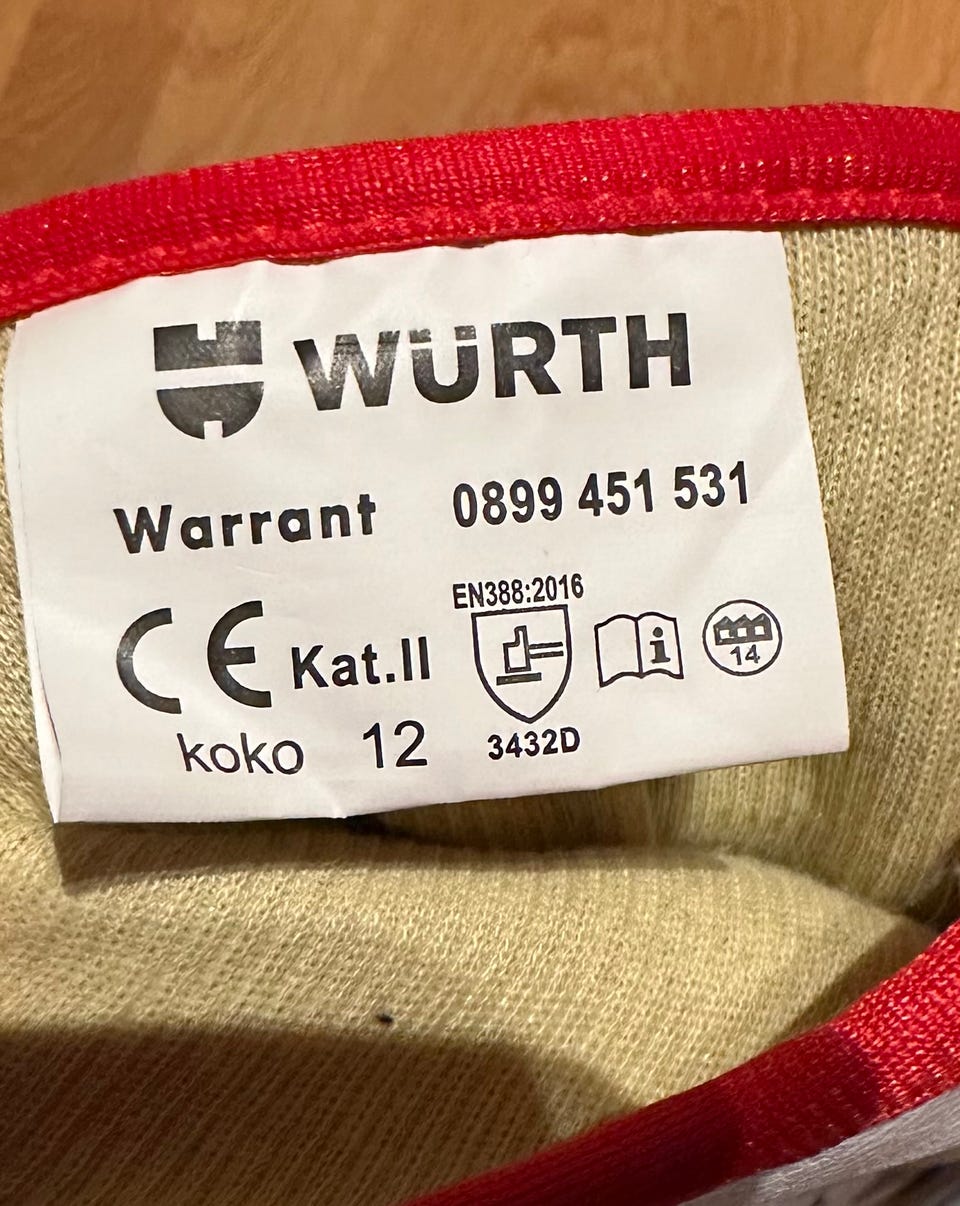 WÜRTH
Warrant 0899 451 531
EN388:2016
CE Kat.II i 14
koko 12 3432D